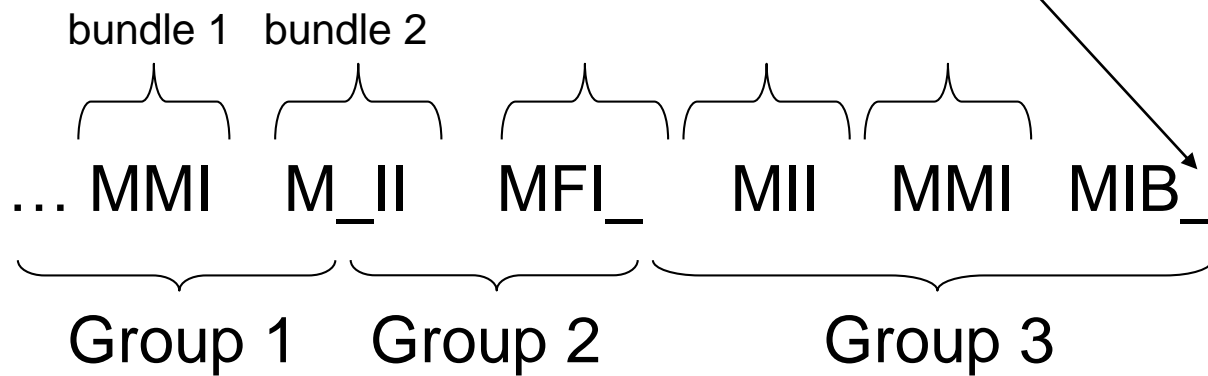 bundle 1 bundle 2
… MMI M_II MFI_ MII MMI MIB_
Group 1 Group 2 Group 3